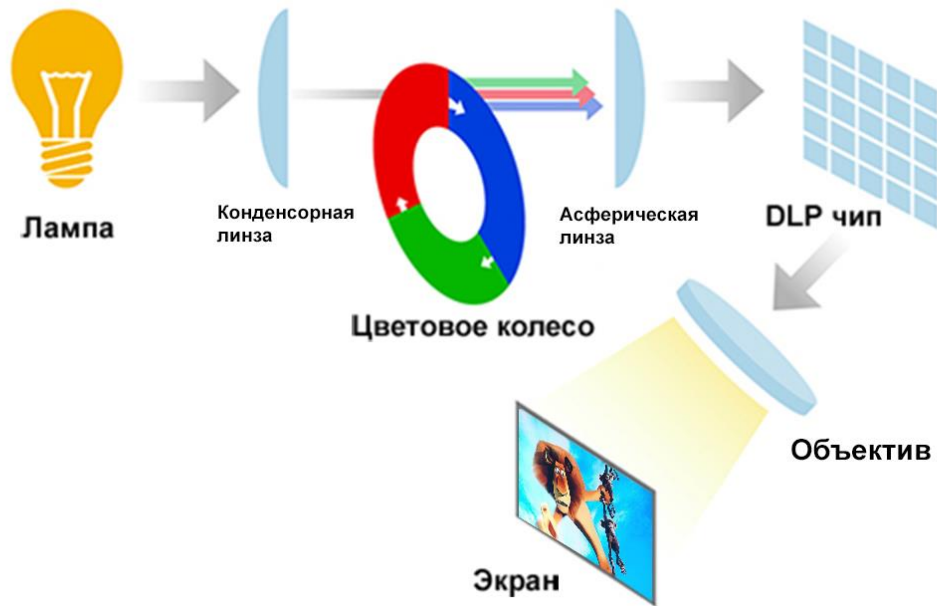 Лампа
Конденсорная
линза
Цветовое колесо
Асферическая
линза
DLP чип
Объектив
Экран